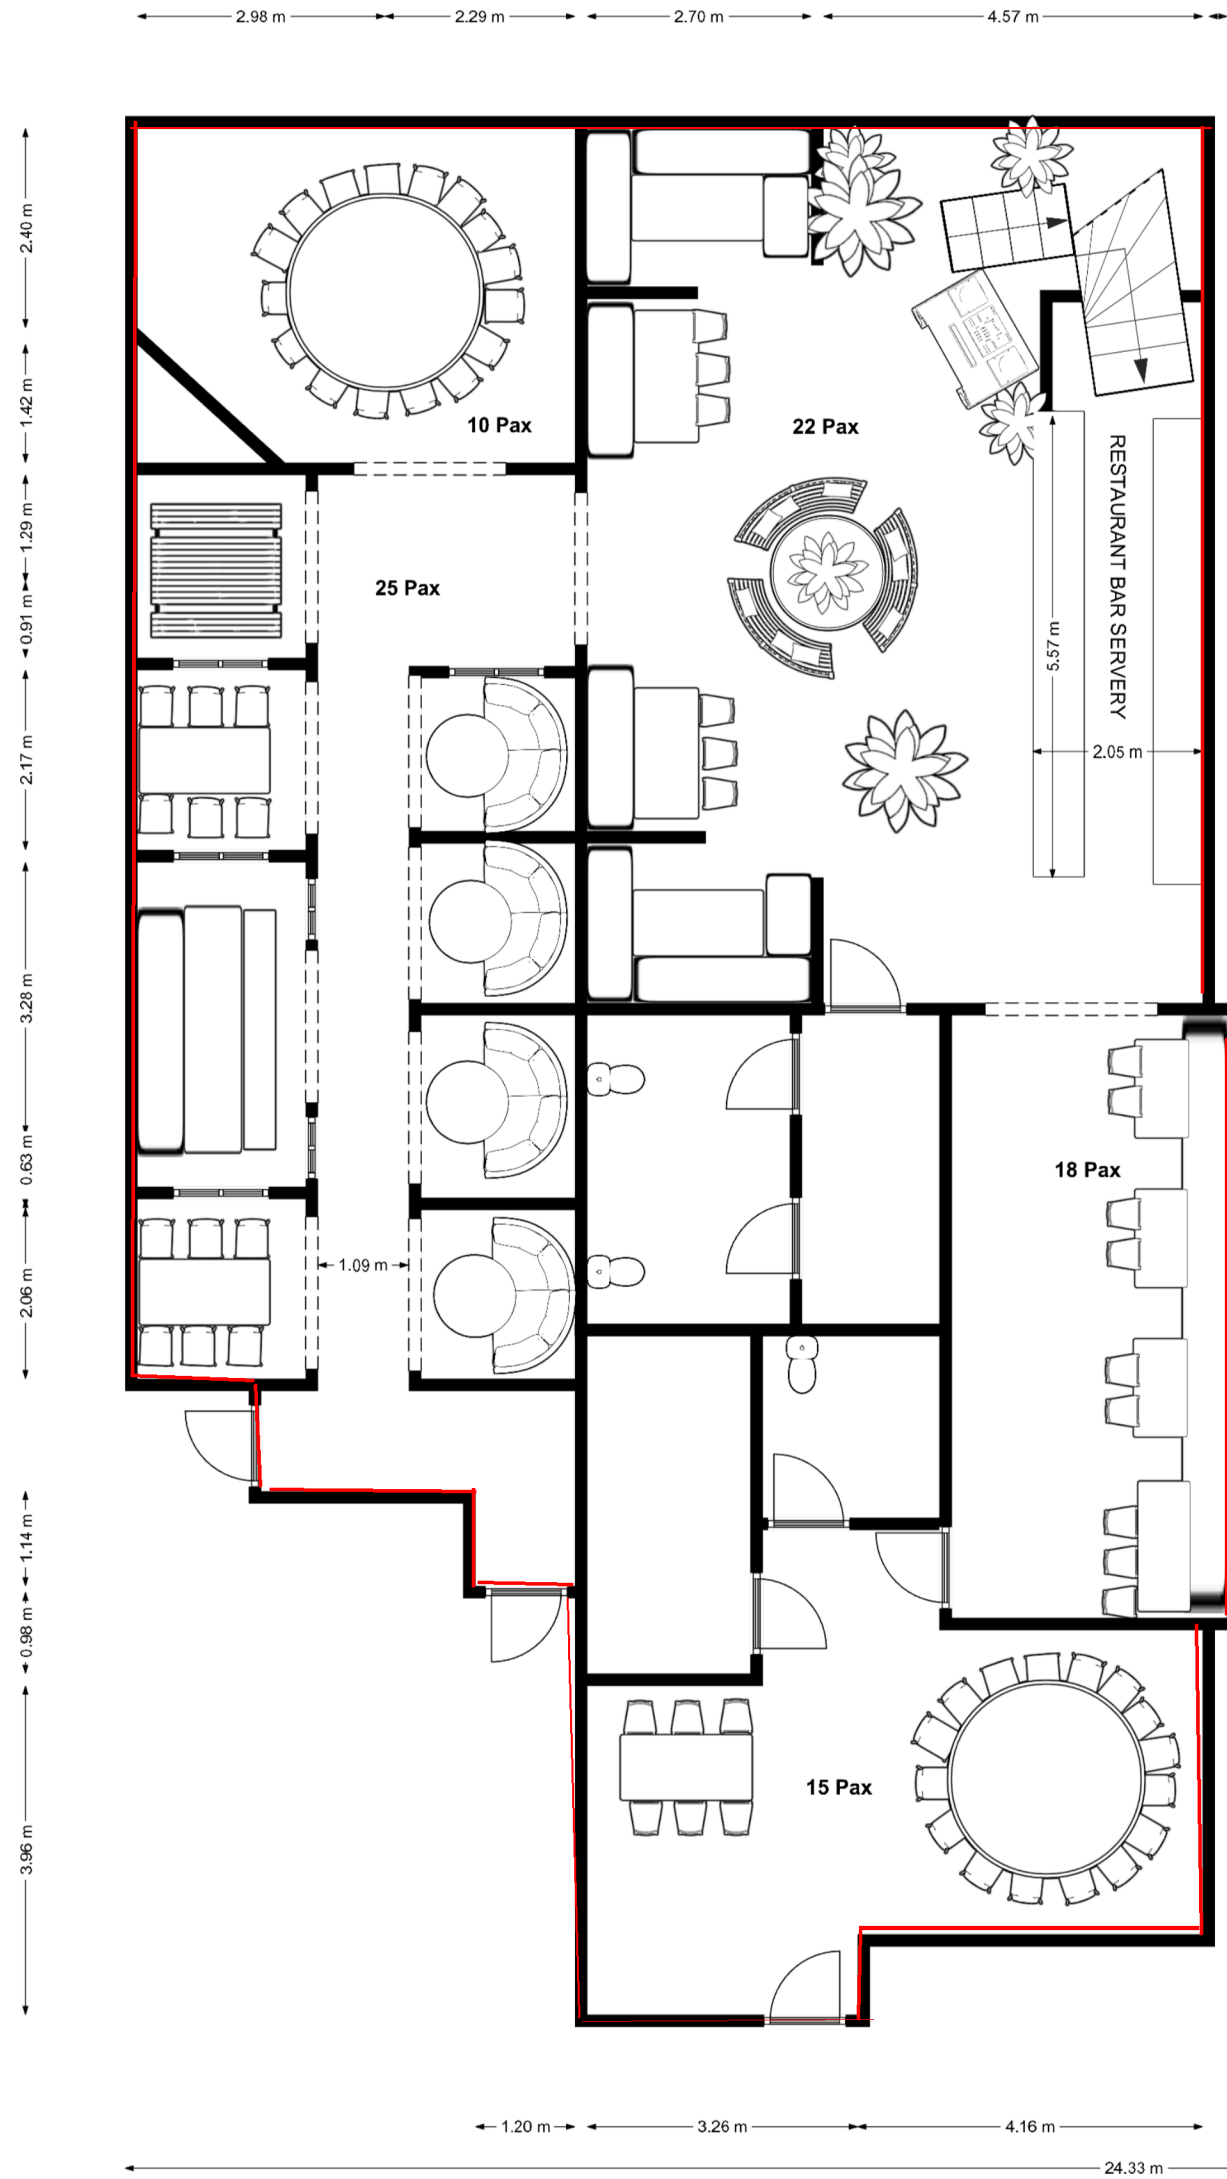 2.98 m
2.29 m
2.70 m
4.57 m
2.40 m
1.42 m
10 Pax
22 Pax
1.29 m
RESTAURANT BAR SERVERY
25 Pax
0.91 m
5.57 m
2.17 m
2.05 m
3.28 m
0.63 m
18 Pax
2.06 m
1.09 m
1.14 m
0.98 m
15 Pax
3.96 m
1.20 m
3.26 m
4.16 m
24.33 m